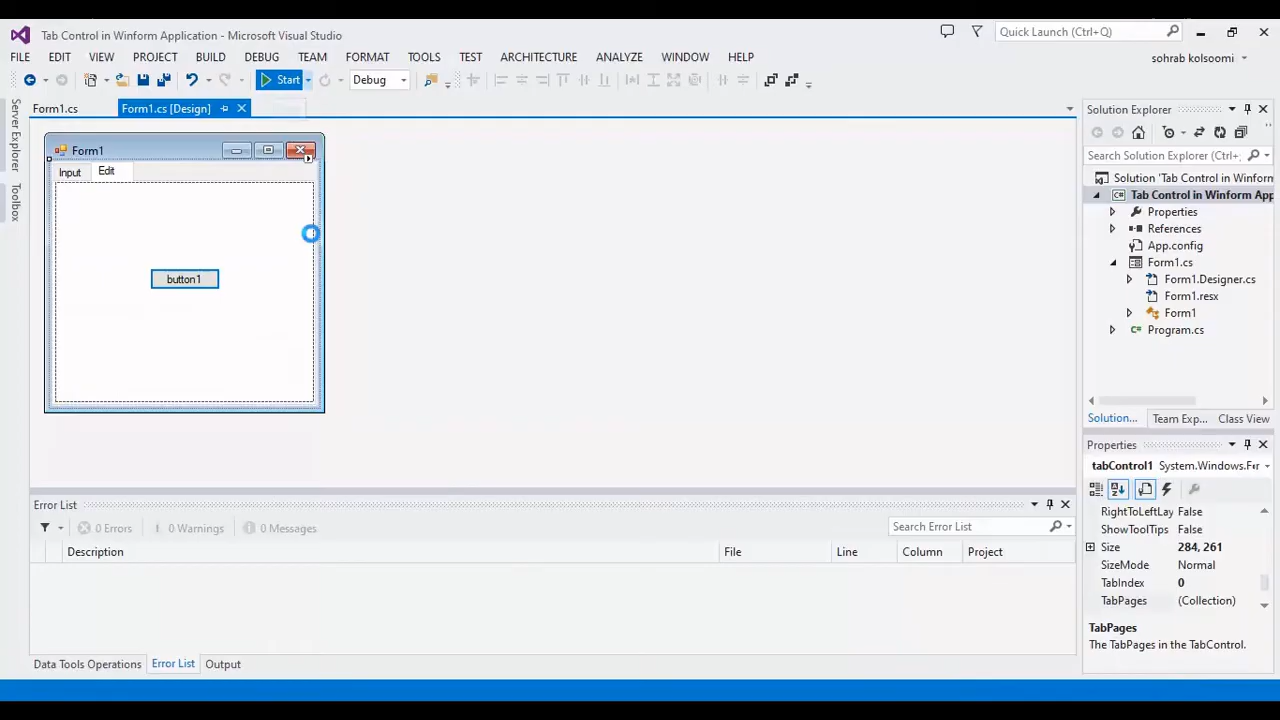 Tab Control in Winform Application - Microsoft Visual Studio
Quick Launch (Ctrl+Q)
FILE EDIT VIEW PROJECT BUILD DEBUG TEAM FORMAT TOOLS TEST ARCHITECTURE ANALYZE WINDOW HELP
sohrab kolsoomi
Start Debug
Server Explorer
Toolbox
Form1.cs Form1.cs [Design]
Form1
Input Edit
button1
Solution Explorer
Search Solution Explorer (Ctrl+;
Solution 'Tab Control in Winform
Tab Control in Winform App
Properties
References
App.config
Form1.cs
Form1.Designer.cs
Form1.resx
Form1
Program.cs
Solution... Team Exp... Class View
Properties
tabControl1 System.Windows.For
RightToLeftLay False
ShowToolTips False
Size 284, 261
SizeMode Normal
TabIndex 0
TabPages (Collection)
TabPages
The TabPages in the TabControl.
Error List
0 Errors 0 Warnings 0 Messages
Search Error List
Description File Line Column Project
Data Tools Operations Error List Output